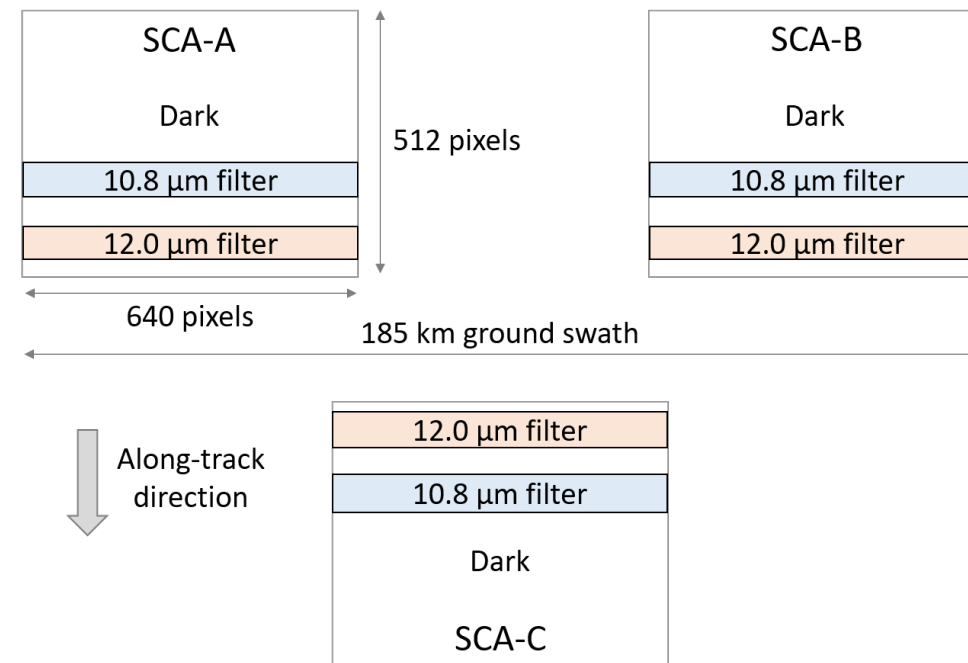 SCA-A
Dark
10.8 µm filter
12.0 µm filter
512 pixels
640 pixels
SCA-B
Dark
10.8 µm filter
12.0 µm filter
185 km ground swath
Along-track
direction
12.0 µm filter
10.8 µm filter
Dark
SCA-C